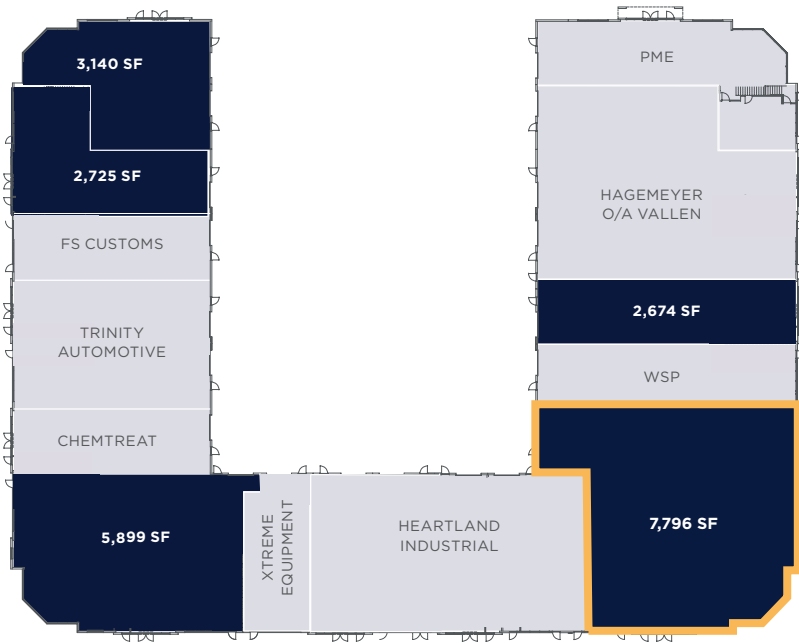 3,140 SF
2,725 SF
FS CUSTOMS
TRINITY
AUTOMOTIVE
CHEMTREAT
5,899 SF
XTREME
EQUIPMENT
HEARTLAND
INDUSTRIAL
PME
HAGEMEYER
O/A VALLEN
2,674 SF
WSP
7,796 SF